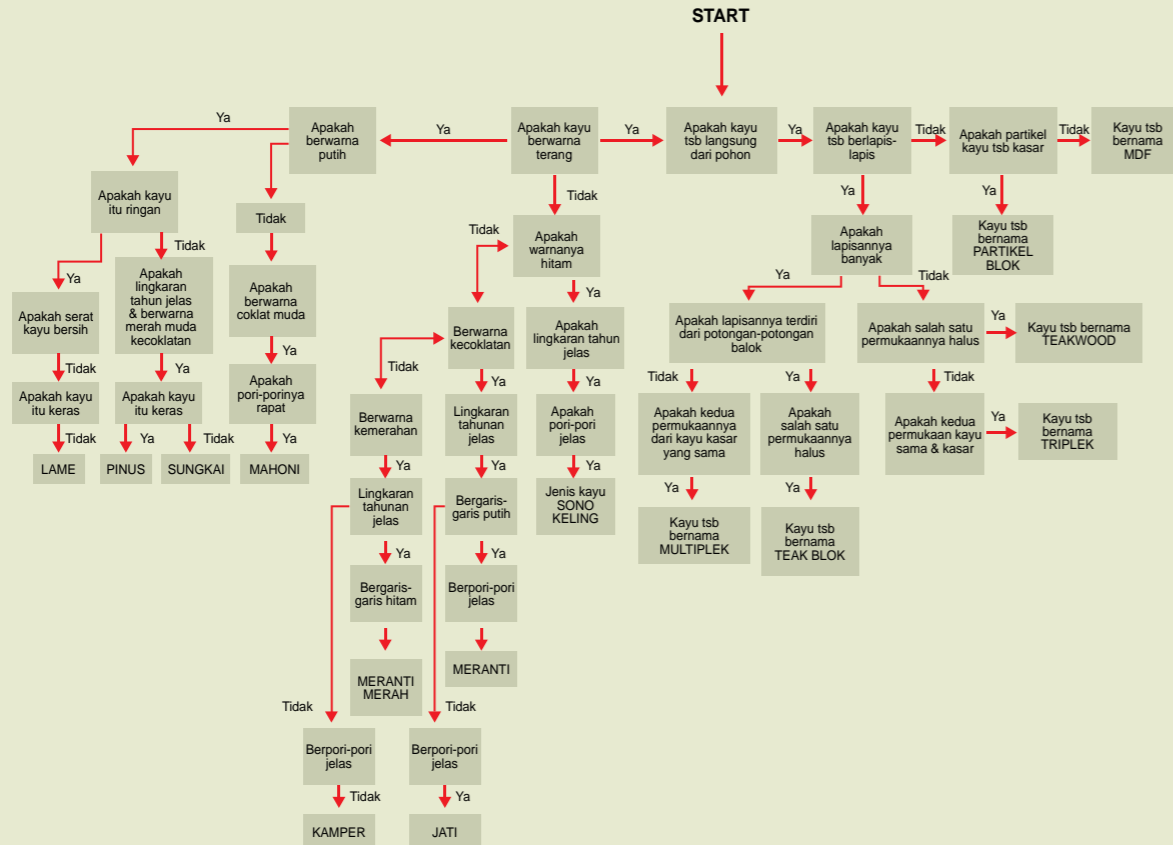 START
Ya
Apakah
berwarna
putih
Ya
Apakah kayu
berwarna
terang
Ya
Apakah kayu
tsb langsung
dari pohon
Ya
Apakah kayu
tsb berlapis-
lapis
Tidak
Apakah partikel
kayu tsb kasar
Tidak
Kayu tsb
bernama
MDF
Apakah kayu
itu ringan
Tidak
Tidak
Apakah
warnanya
hitam
Tidak
Ya
Apakah
lapisannya
banyak
Ya
Kayu tsb
bernama
PARTIKEL
BLOK
Ya
Apakah serat
kayu bersih
Tidak
Apakah
lingkaran
tahun jelas
& berwarna
merah muda
kecoklatan
Apakah
berwarna
coklat muda
Berwarna
kecoklatan
Ya
Apakah
lingkaran tahun
jelas
Ya
Apakah lapisannya terdiri
dari potongan-potongan
balok
Tidak
Apakah salah satu
permukaannya halus
Ya
Kayu tsb bernama
TEAKWOOD
Tidak
Apakah kayu
itu keras
Ya
Apakah kayu
itu keras
Ya
Apakah
pori-porinya
rapat
Tidak
Berwarna
kemerahan
Ya
Lingkaran
tahunan
jelas
Ya
Apakah
pori-pori
jelas
Tidak
Apakah kedua
permukaannya
dari kayu kasar
yang sama
Ya
Apakah
salah satu
permukaannya
halus
Tidak
Apakah kedua
permukaan kayu
sama & kasar
Ya
Kayu tsb
bernama
TRIPLEK
Tidak
LAME
Ya
PINUS
Tidak
SUNGKAI
Ya
MAHONI
Ya
Lingkaran
tahunan
jelas
Ya
Bergaris-
garis putih
Ya
Jenis kayu
SONO
KELING
Ya
Kayu tsb
bernama
MULTIPLEK
Ya
Kayu tsb
bernama
TEAK BLOK
Ya
Bergaris-
garis hitam
Ya
Berpori-pori
jelas
MERANTI
MERAH
MERANTI
Tidak
Berpori-pori
jelas
Tidak
Berpori-pori
jelas
Tidak
KAMPER
Ya
JATI